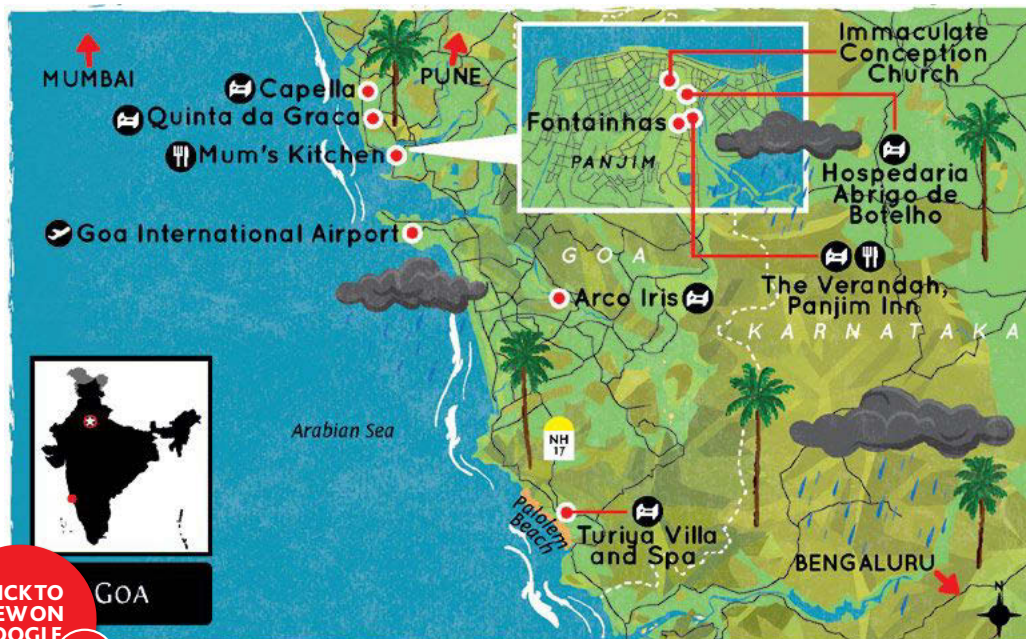 MUMBAI
PUNE
Capella
Quinta da Graca
Mum's Kitchen
Goa International Airport
Immaculate
Conception
Church
Fontainhas
PANJIM
Hospedaria
Abrigo de
Botelho
The Verandah,
Panjim Inn
GOA
Arco Iris
KARNATAKA
Arabian Sea
NH
17
Palolem
Beach
Turiya Villa
and Spa
BENGALURU
N
GOA